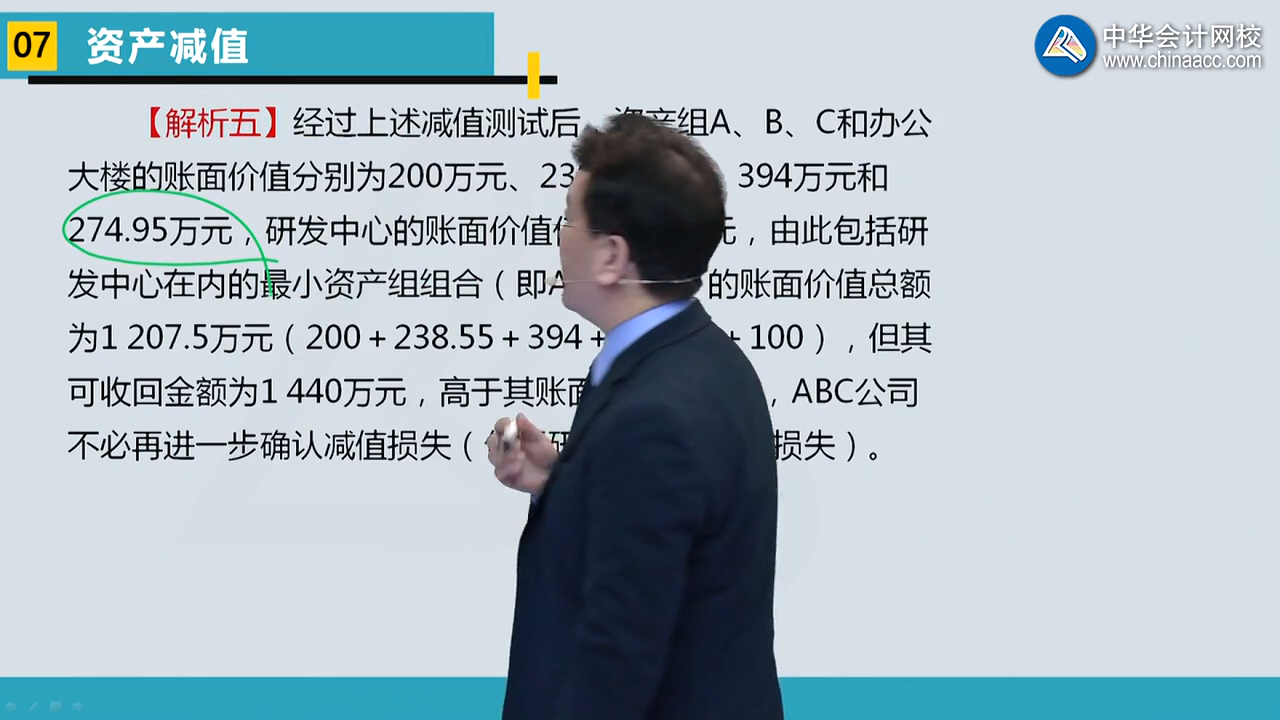 07 资产减值
中华会计网校
www.chinaacc.com
【解析五】经过上述减值测试后，资产组A、B、C和办公
大楼的账面价值分别为200万元、23 394万元和
274.95万元，研发中心的账面价值 元，由此包括研
发中心在内的最小资产组组合（即A 的账面价值总额
为1 207.5万元（200＋238.55＋394＋ ＋100），但其
可收回金额为1 440万元，高于其账面 ，ABC公司
不必再进一步确认减值损失（ 研 损失）。